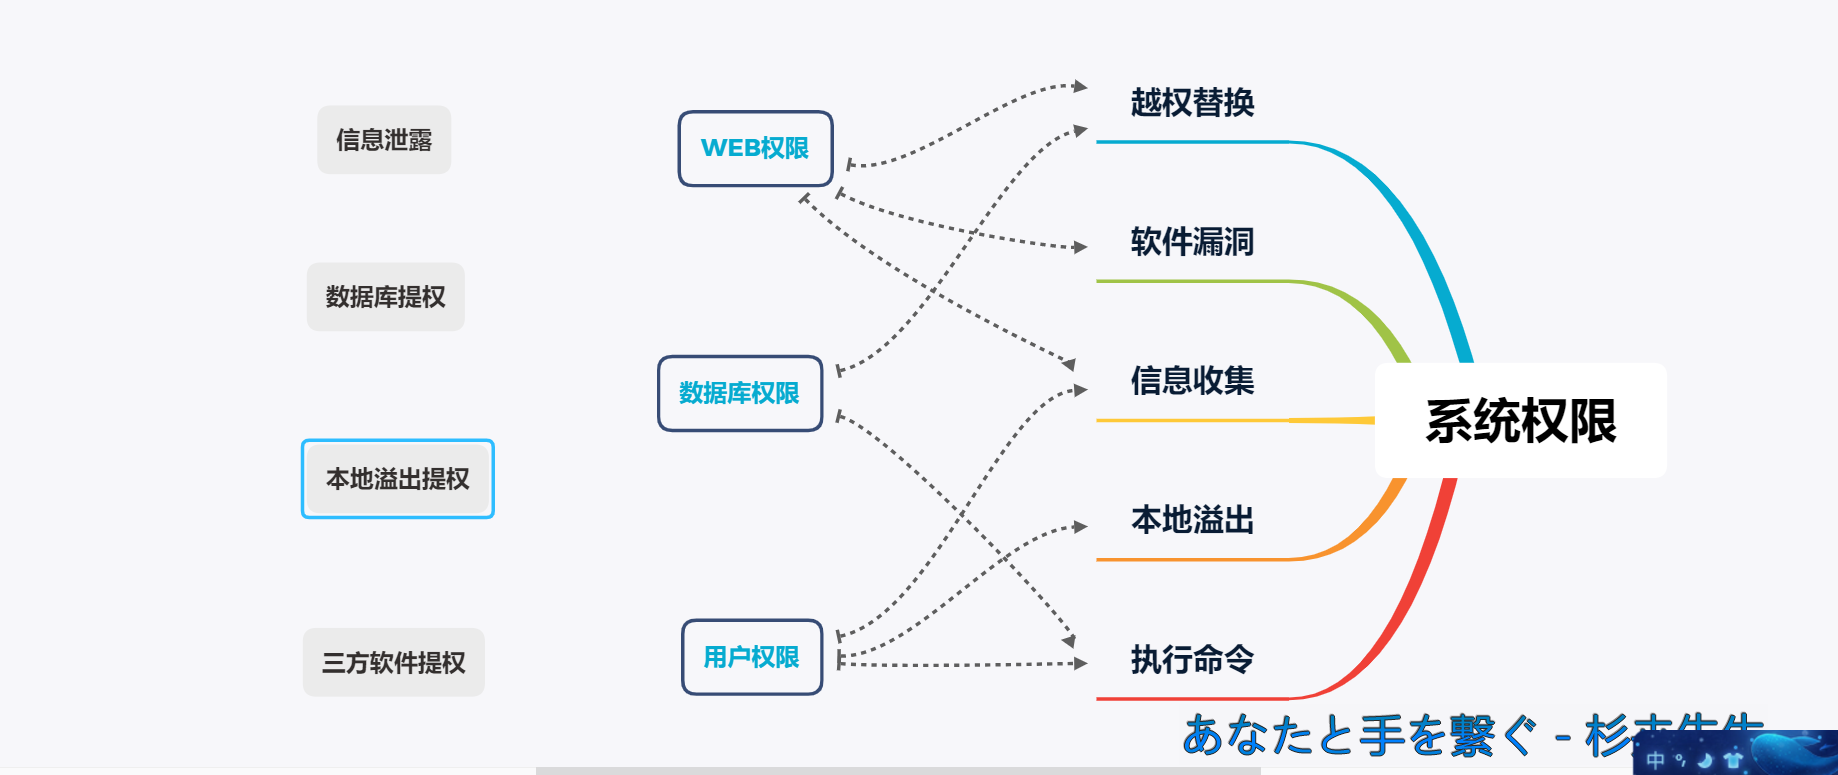 信息泄露
数据库提权
本地溢出提权
三方软件提权
WEB权限
数据库权限
用户权限
越权替换
软件漏洞
信息收集
本地溢出
执行命令
系统权限
あなたと手を繋ぐ - 杉
中